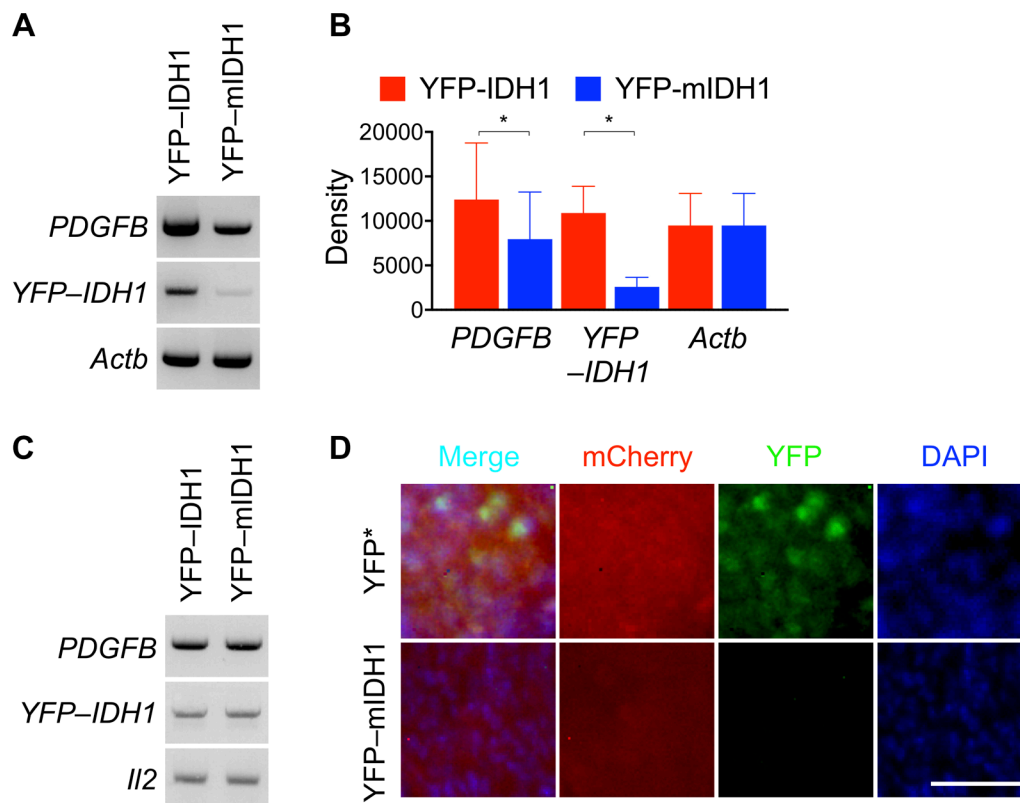 A
YFP–IDH1
YFP–mIDH1
PDGFB
YFP–IDH1
Actb
B
YFP-IDH1
YFP-mIDH1
*
*
20000
15000
10000
5000
0
Density
PDGFB
YFP
–IDH1
Actb
C
YFP–IDH1
YFP–mIDH1
PDGFB
YFP–IDH1
Il2
D
Merge
mCherry
YFP
DAPI
YFP*
YFP–mIDH1